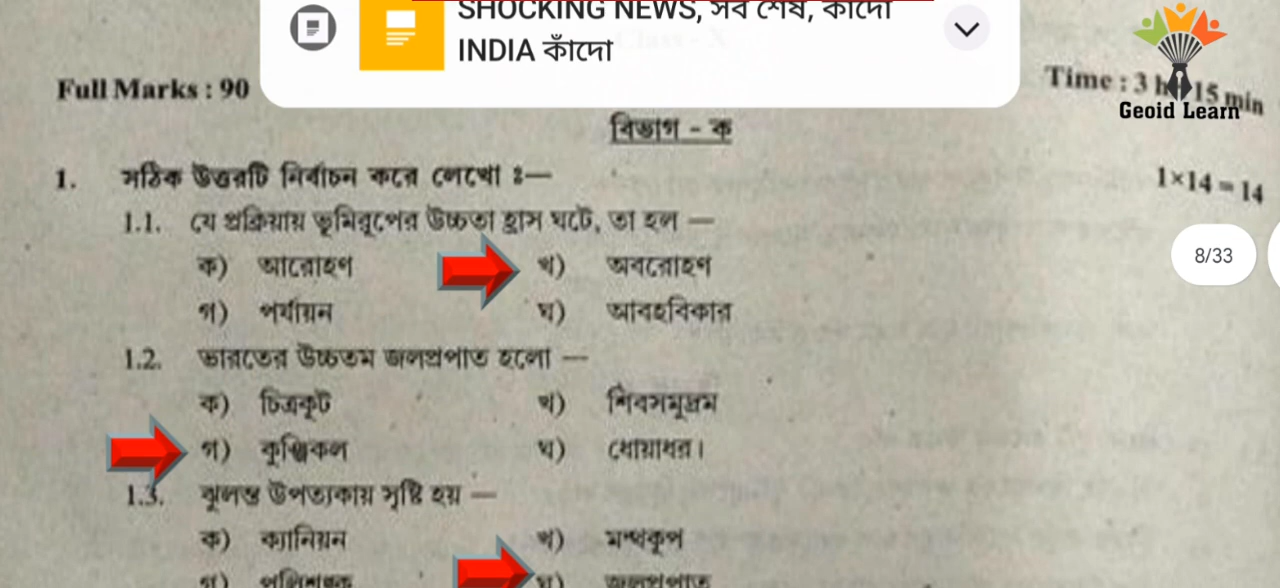 SHOCKING NEWS, সব শেষ, কাঁদো
INDIA কাঁদো
Full Marks : 90
Time : 3 h 15 min
Geoid Learn
বিভাগ - ক
1. সঠিক উত্তরটি নির্বাচন করে লেখো ঃ—
1×14 = 14
1.1. যে প্রক্রিয়ায় ভূমিরূপের উচ্চতা হ্রাস ঘটে, তা হল —
ক) আরোহণ খ) অবরোহণ
8/33
গ) পর্যায়ন ঘ) আবহবিকার
1.2. ভারতের উচ্চতম জলপ্রপাত হলো —
ক) চিত্রকূট খ) শিবসমুদ্রম
গ) কুঞ্চিকল ঘ) ধোয়াধর।
1.3. ঝুলন্ত উপত্যকায় সৃষ্টি হয় —
ক) ক্যানিয়ন খ) মন্থকূপ
গ) ঘ) জলপ্রপাত